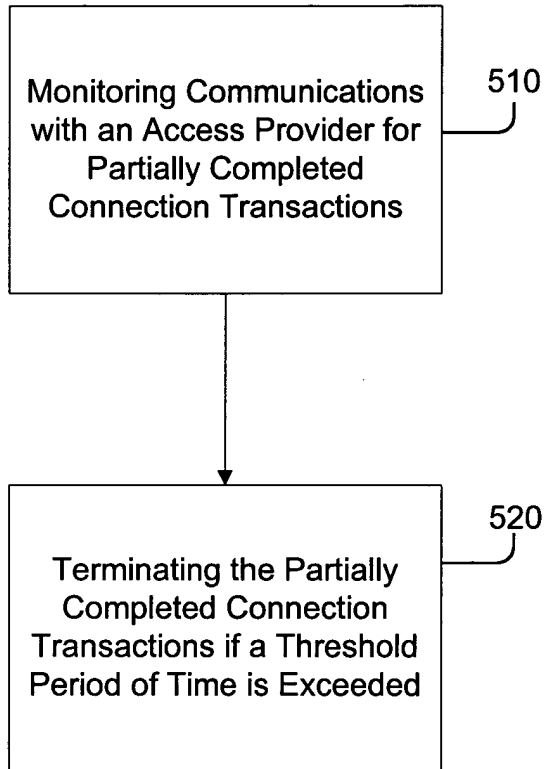 Monitoring Communications
with an Access Provider for
Partially Completed
Connection Transactions
510
Terminating the Partially
Completed Connection
Transactions if a Threshold
Period of Time is Exceeded
520